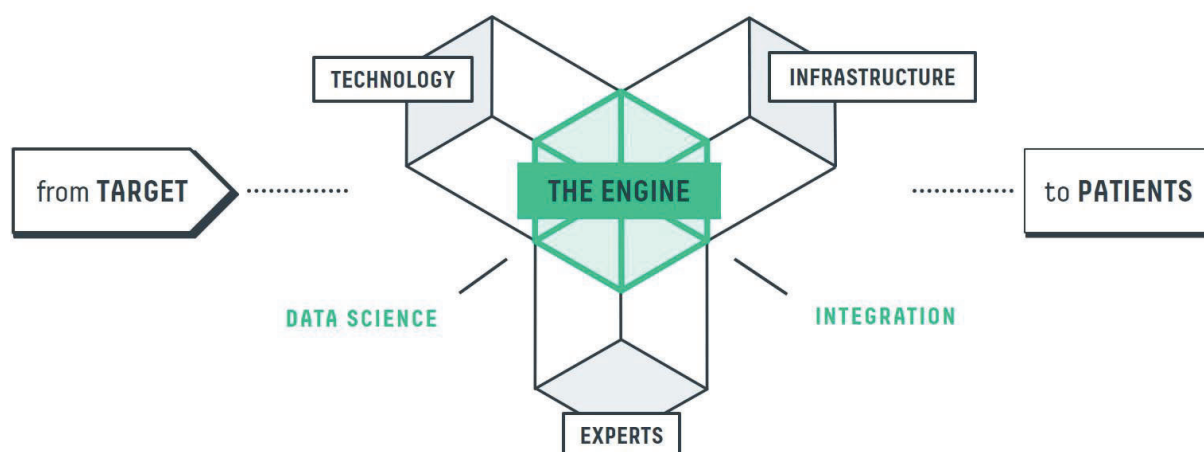 TECHNOLOGY
INFRASTRUCTURE
from TARGET
THE ENGINE
to PATIENTS
DATA SCIENCE
INTEGRATION
EXPERTS